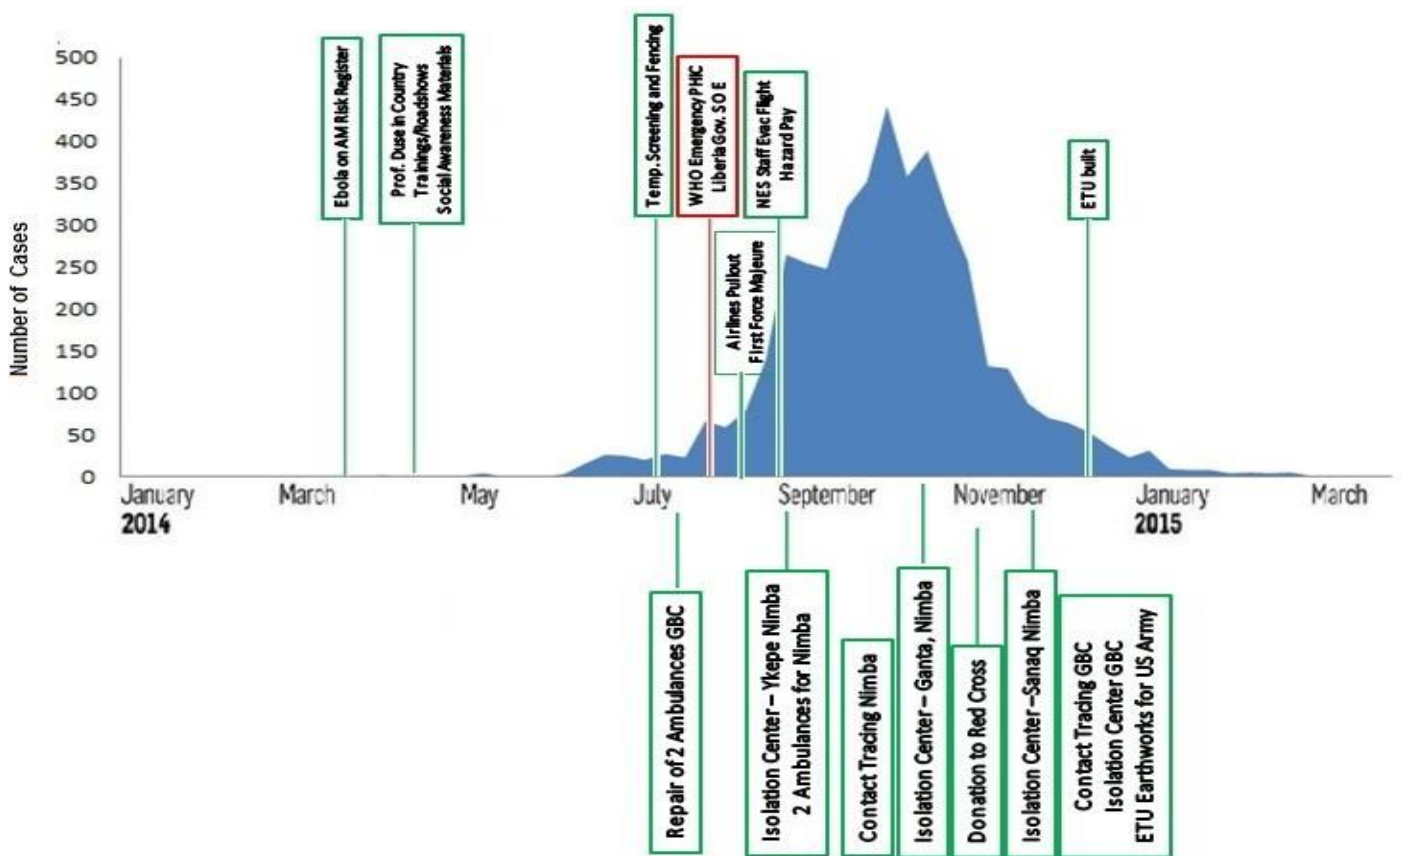 Number of Cases
500
450
400
350
300
250
200
150
100
50
0
Ebola on AM Risk Register
Prof. Duse in Country
Trainings/Roadshows
Social Awareness Materials
Temp. Screening and Fencing
WHO Emergency PHIC
Liberia Gov. SO E
Airlines Pullout
First Force Majeure
NES Staff Evac Flight
Hazard Pay
ETU built
January
2014
March
May
July
September
November
January
2015
March
Repair of 2 Ambulances GBC
Isolation Center – Ykepe Nimba
2 Ambulances for Nimba
Contact Tracing Nimba
Isolation Center – Ganta, Nimba
Donation to Red Cross
Isolation Center –Sanaq Nimba
Contact Tracing GBC
Isolation Center GBC
ETU Earthworks for US Army